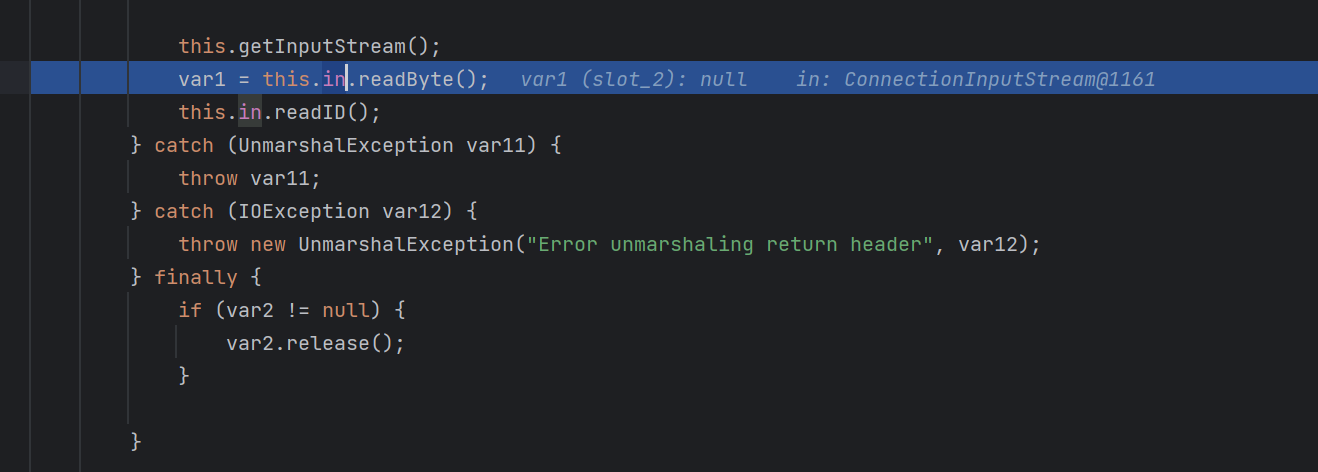 this.getInputStream();
var1 = this.in.readByte();   var1 (slot_2): null    in: ConnectionInputStream@1161
this.in.readID();
} catch (UnmarshalException var11) {
throw var11;
} catch (IOException var12) {
throw new UnmarshalException("Error unmarshaling return header", var12);
} finally {
if (var2 != null) {
var2.release();
}
}